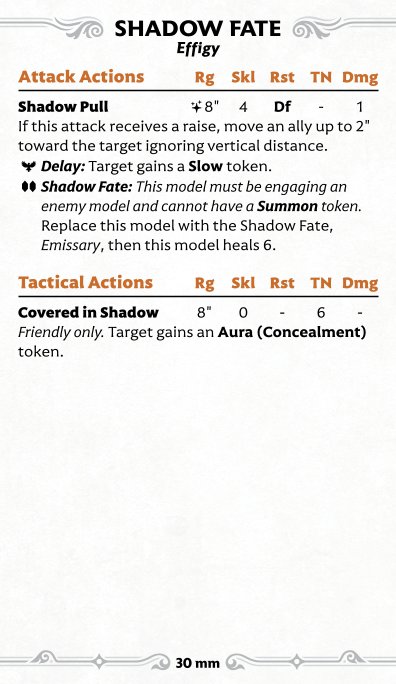 SHADOW FATE
Effigy
Attack Actions Rg Skl Rst TN Dmg
Shadow Pull 8" 4 Df - 1
If this attack receives a raise, move an ally up to 2"
toward the target ignoring vertical distance.
Delay: Target gains a Slow token.
Shadow Fate: This model must be engaging an
enemy model and cannot have a Summon token.
Replace this model with the Shadow Fate,
Emissary, then this model heals 6.
Tactical Actions Rg Skl Rst TN Dmg
Covered in Shadow 8" 0 - 6 -
Friendly only. Target gains an Aura (Concealment)
token.
30 mm